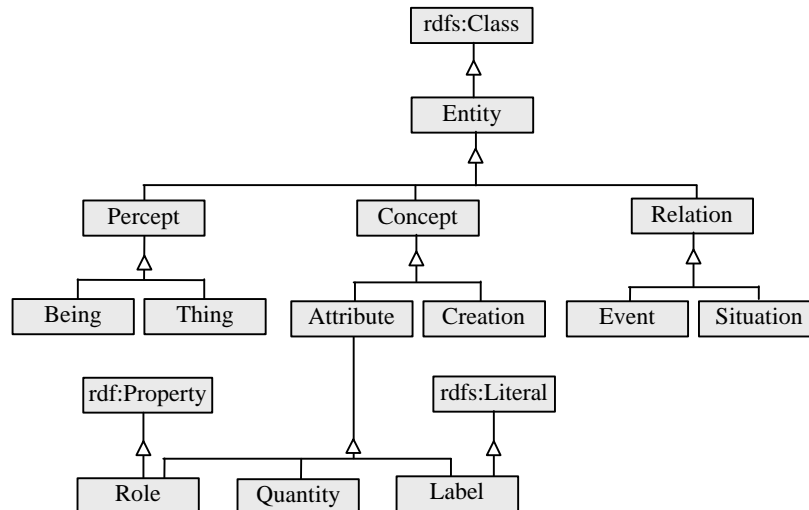 rdfs:Class
Entity
Percept
Concept
Relation
Being
Thing
Attribute
Creation
Event
Situation
rdf:Property
rdfs:Literal
Role
Quantity
Label